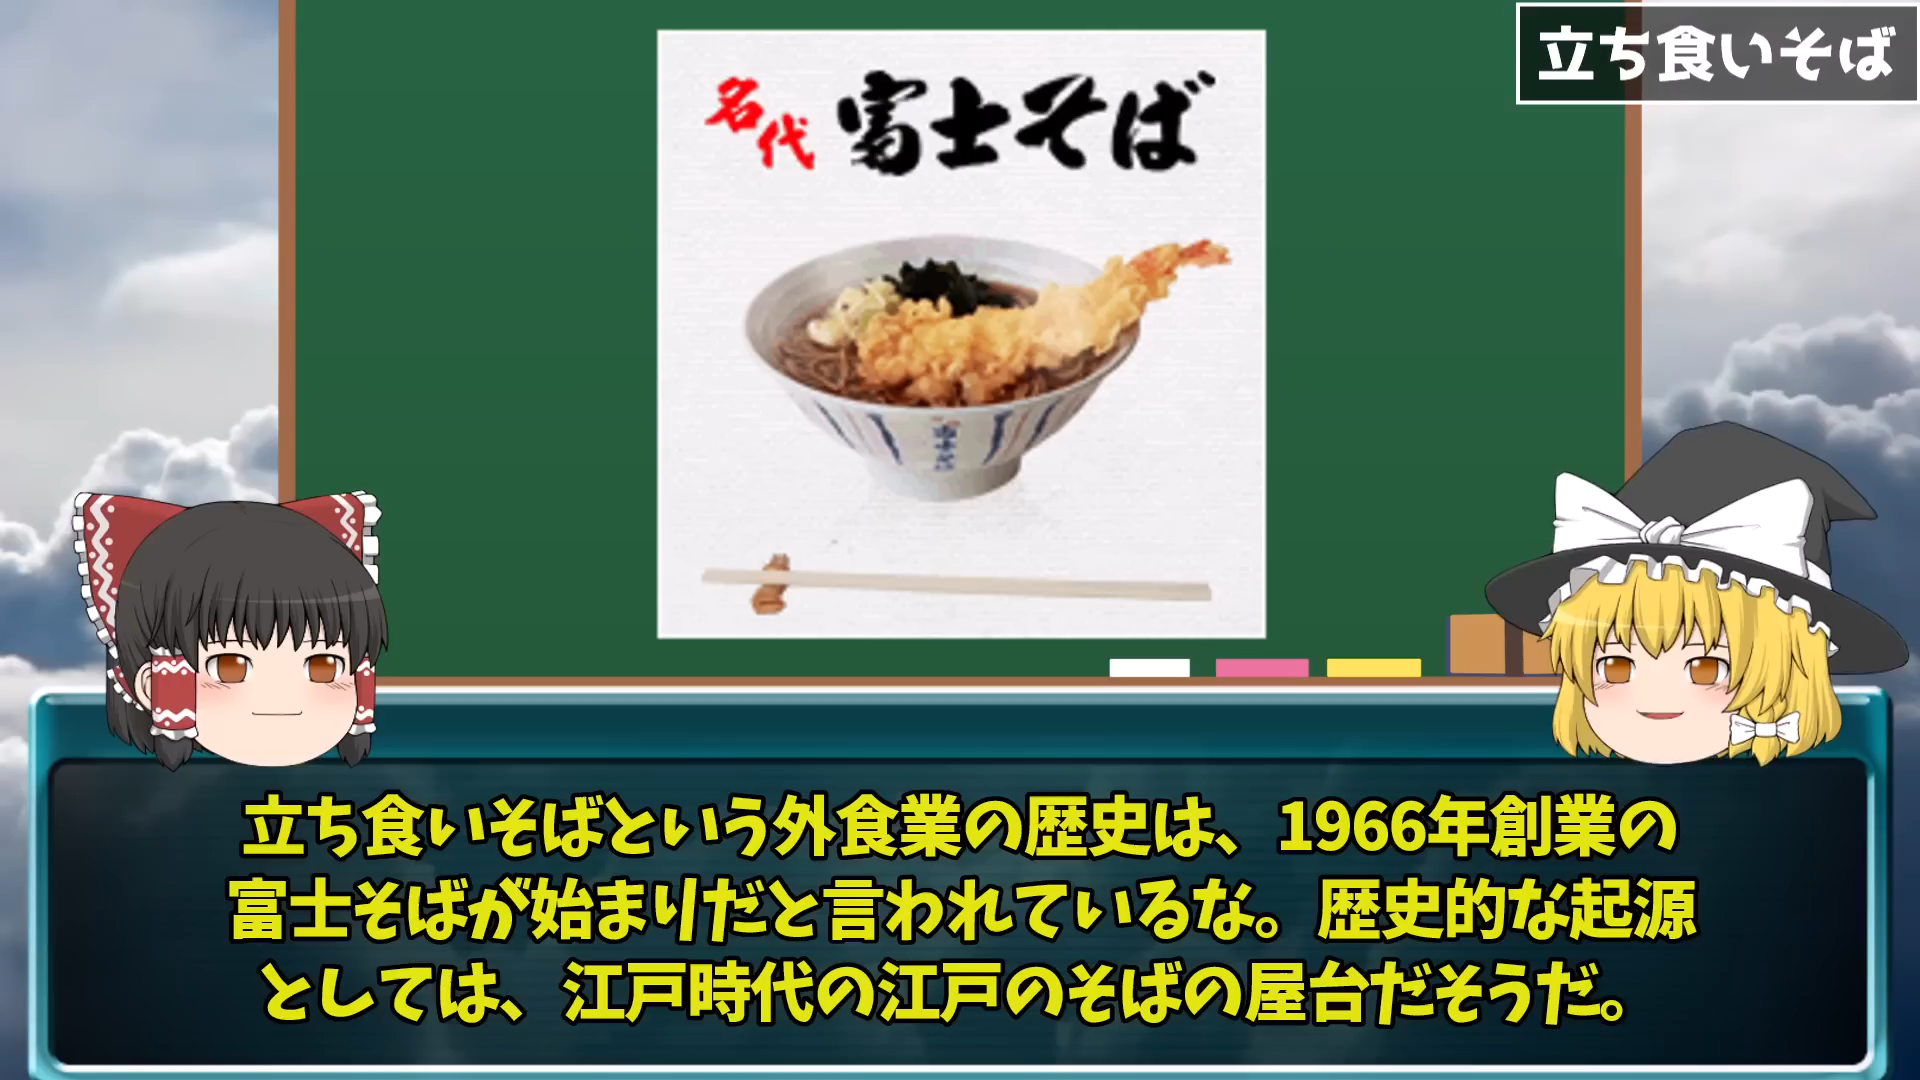 立ち食いそば
名代 富士そば
富士そば
立ち食いそばという外食業の歴史は、1966年創業の
富士そばが始まりだと言われているな。歴史的な起源
としては、江戸時代の江戸のそばの屋台だそうだ。